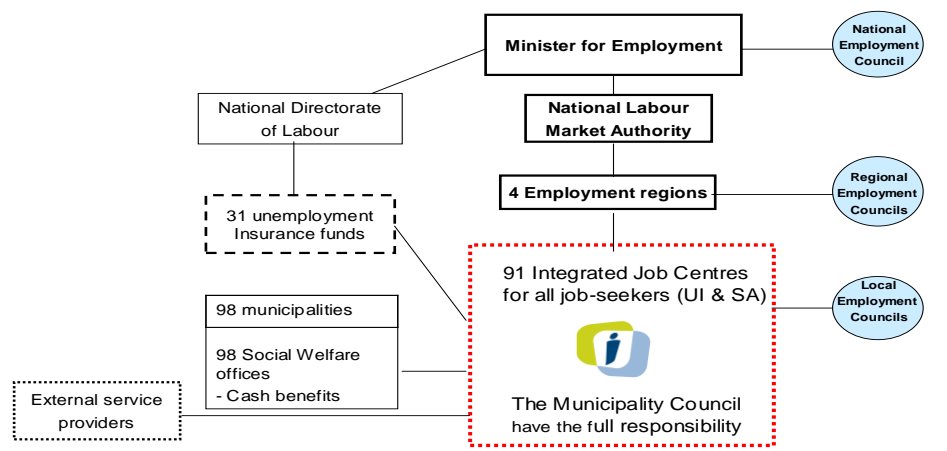 Minister for Employment
National
Employment
Council
National Directorate
of Labour
National Labour
Market Authority
4 Employment regions
Regional
Employment
Councils
31 unemployment
Insurance funds
91 Integrated Job Centres
for all job-seekers (UI & SA)
Local
Employment
Councils
98 municipalities
98 Social Welfare
offices
- Cash benefits
External service
providers
The Municipality Council
have the full responsibility